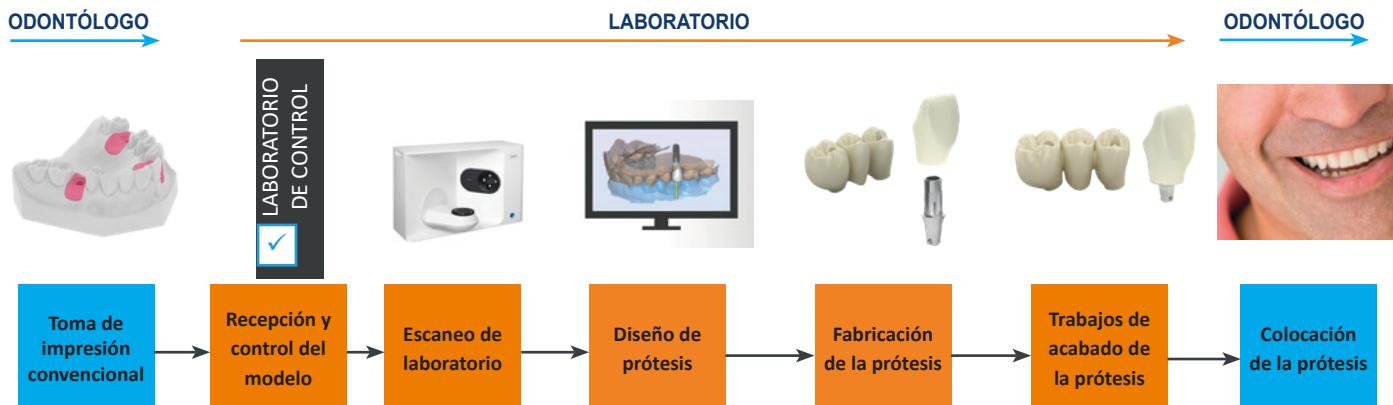 ODONTÓLOGO
LABORATORIO
ODONTÓLOGO
LABORATORIO
DE CONTROL
Toma de
impresión
convencional
Recepción y
control del
modelo
Escaneo de
laboratorio
Diseño de
prótesis
Fabricación
de la prótesis
Trabajos de
acabado de
la prótesis
Colocación
de la prótesis